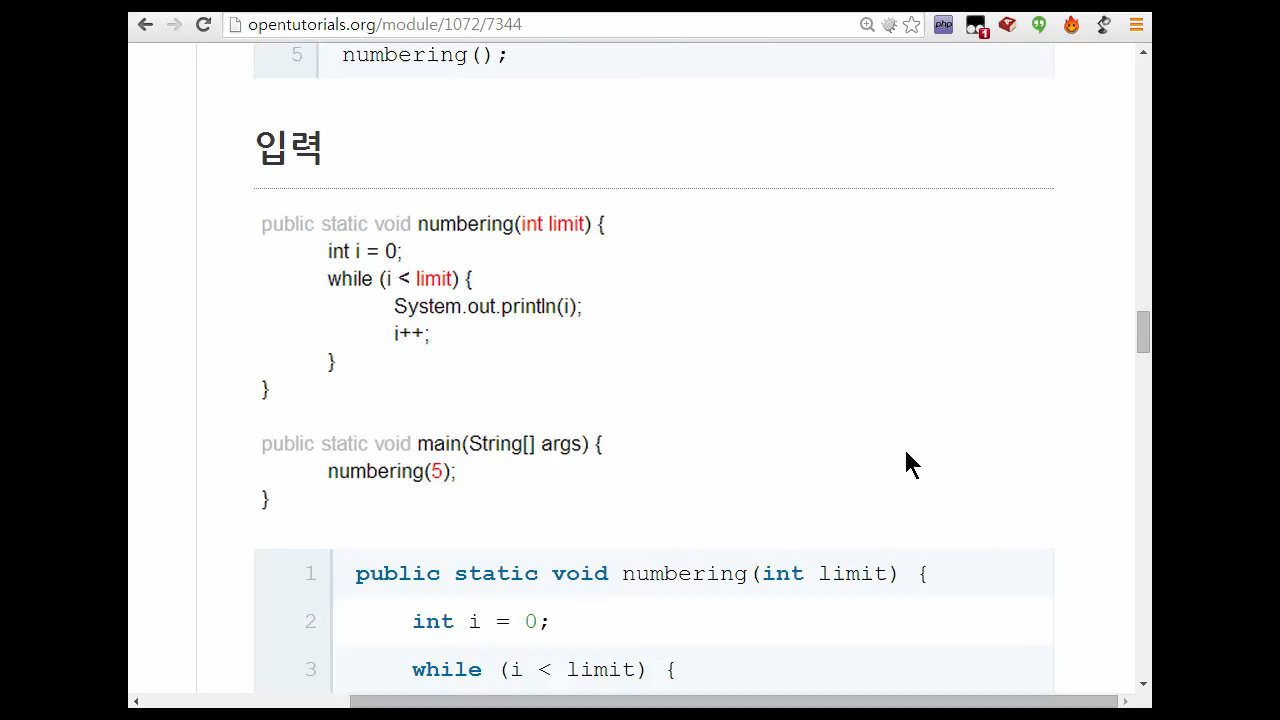 opentutorials.org/module/1072/7344
php
1
5 numbering();
입력
public static void numbering(int limit) {
int i = 0;
while (i < limit) {
System.out.println(i);
i++;
}
}
public static void main(String[] args) {
numbering(5);
}
1 public static void numbering(int limit) {
2 int i = 0;
3 while (i < limit) {